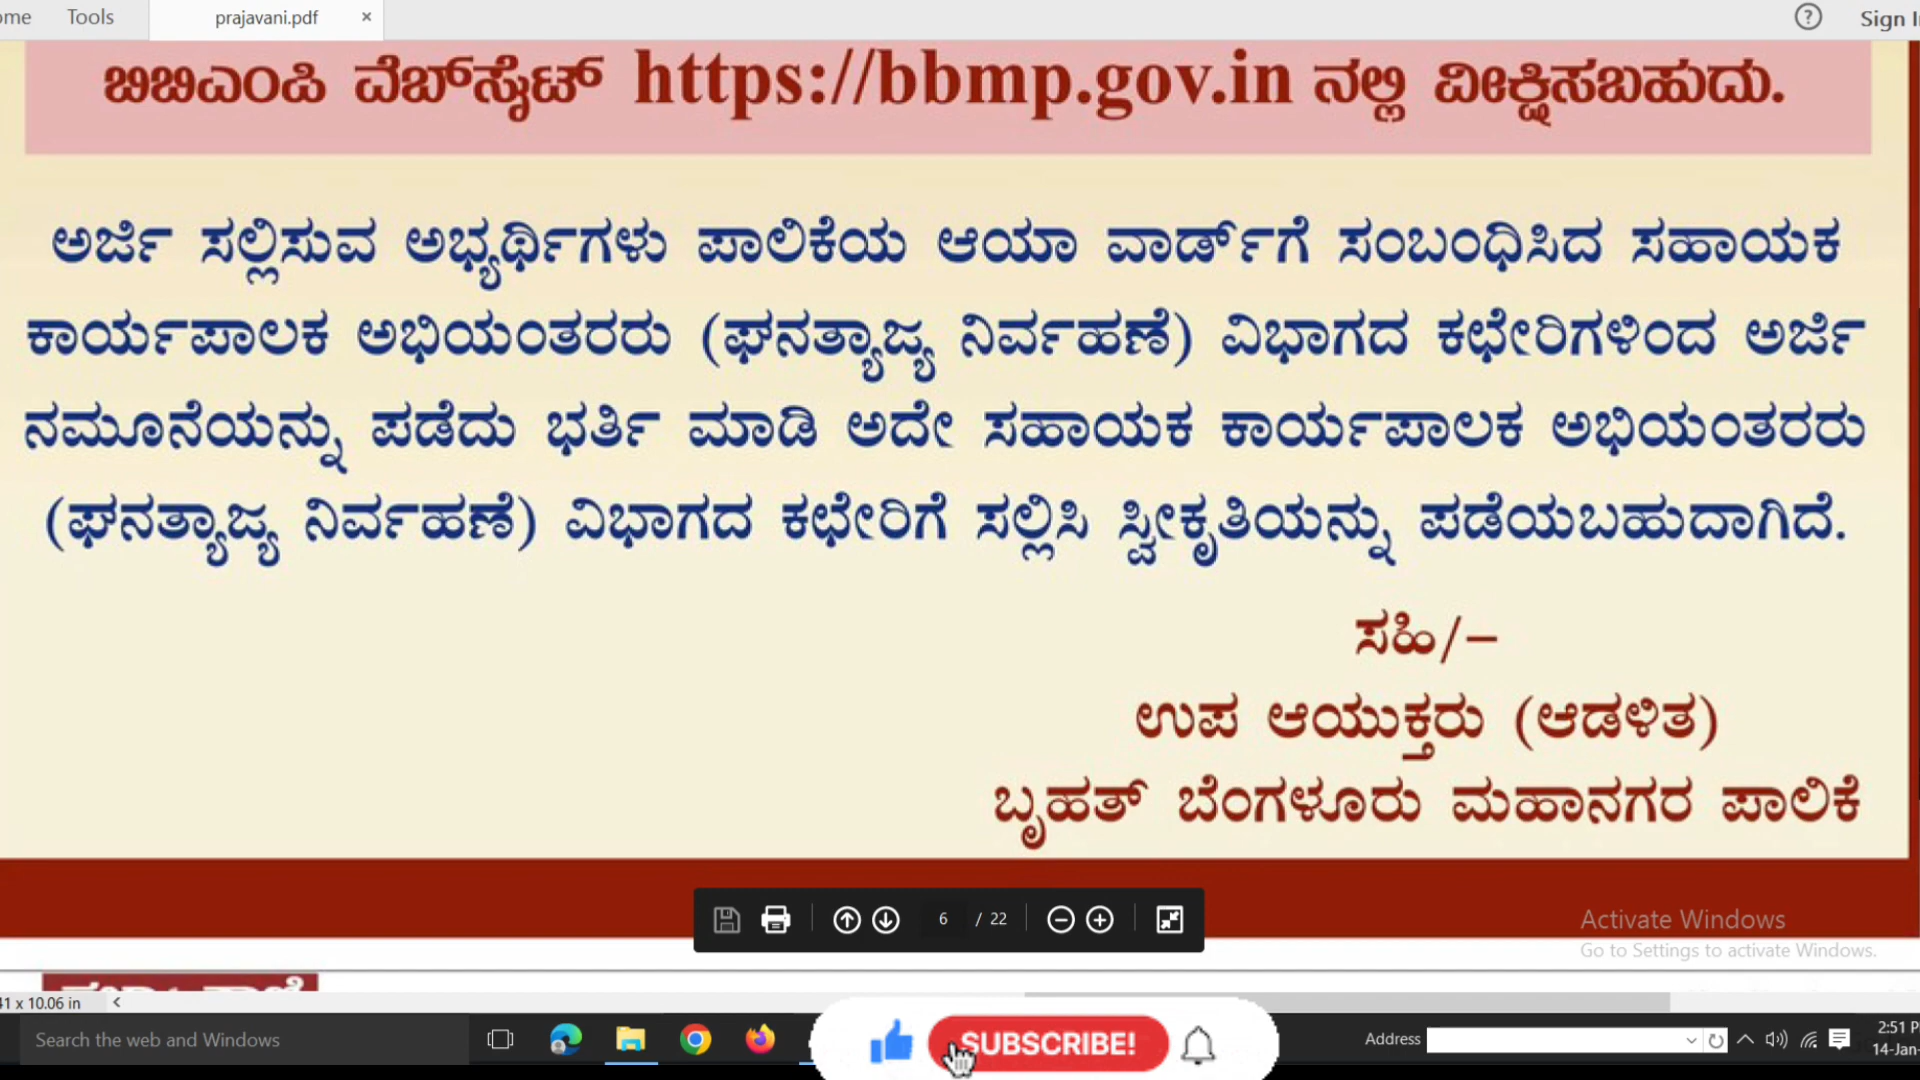 Tools
prajavani.pdf
Sign
ಬಿಬಿಎಂಪಿ ವೆಬ್‌ಸೈಟ್ https://bbmp.gov.in ನಲ್ಲಿ ವೀಕ್ಷಿಸಬಹುದು.
ಅರ್ಜಿ ಸಲ್ಲಿಸುವ ಅಭ್ಯರ್ಥಿಗಳು ಪಾಲಿಕೆಯ ಆಯಾ ವಾರ್ಡ್‌ಗೆ ಸಂಬಂಧಿಸಿದ ಸಹಾಯಕ
ಕಾರ್ಯಪಾಲಕ ಅಭಿಯಂತರರು (ಘನತ್ಯಾಜ್ಯ ನಿರ್ವಹಣೆ) ವಿಭಾಗದ ಕಛೇರಿಗಳಿಂದ ಅರ್ಜಿ
ನಮೂನೆಯನ್ನು ಪಡೆದು ಭರ್ತಿ ಮಾಡಿ ಅದೇ ಸಹಾಯಕ ಕಾರ್ಯಪಾಲಕ ಅಭಿಯಂತರರು
(ಘನತ್ಯಾಜ್ಯ ನಿರ್ವಹಣೆ) ವಿಭಾಗದ ಕಛೇರಿಗೆ ಸಲ್ಲಿಸಿ ಸ್ವೀಕೃತಿಯನ್ನು ಪಡೆಯಬಹುದಾಗಿದೆ.
ಸಹಿ/–
ಉಪ ಆಯುಕ್ತರು (ಆಡಳಿತ)
ಬೃಹತ್ ಬೆಂಗಳೂರು ಮಹಾನಗರ ಪಾಲಿಕೆ
6 / 22
Activate Windows
Go to Settings to activate Windows.
x 10.06 in
Search the web and Windows
SUBSCRIBE!
Address
2:51
14-Jan-